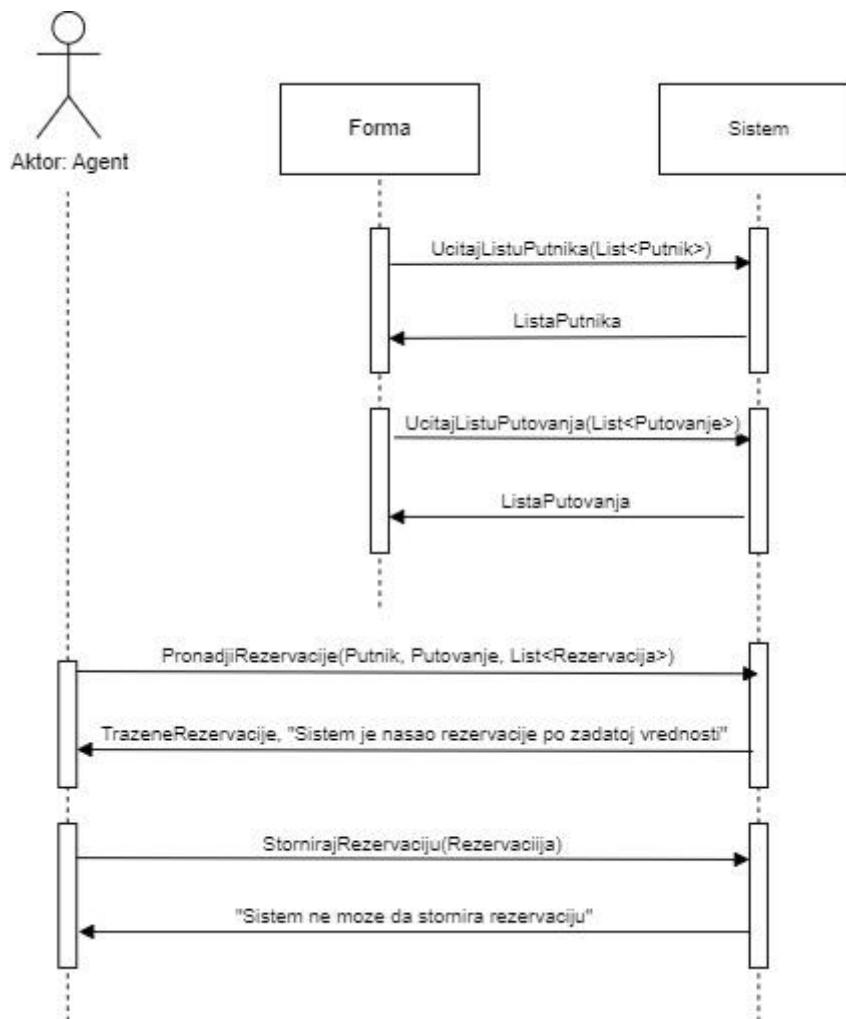 Aktor: Agent
Forma
Sistem
UcitajListuPutnika(List<Putnik>)
ListaPutnika
UcitajListuPutovanja(List<Putovanje>)
ListaPutovanja
PronadjiRezervacije(Putnik, Putovanje, List<Rezervacija>)
TrazeneRezervacije, "Sistem je nasao rezervacije po zadatoj vrednosti"
StornirajRezervaciju(Rezervaciija)
"Sistem ne moze da stornira rezervaciju"